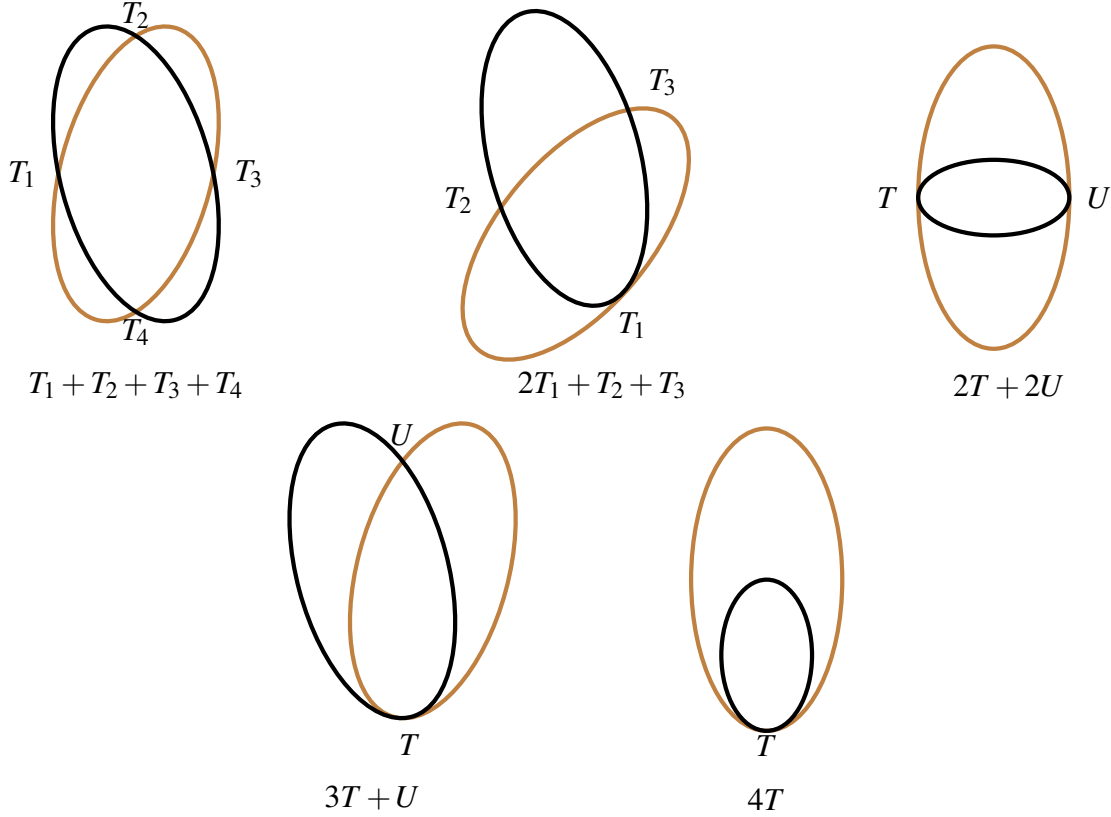 T₂
T₁
T₃
T₄
T₁ + T₂ + T₃ + T₄
T₃
T₂
T₁
2T₁ + T₂ + T₃
T U
2T + 2U
U
T
3T + U
T
4T